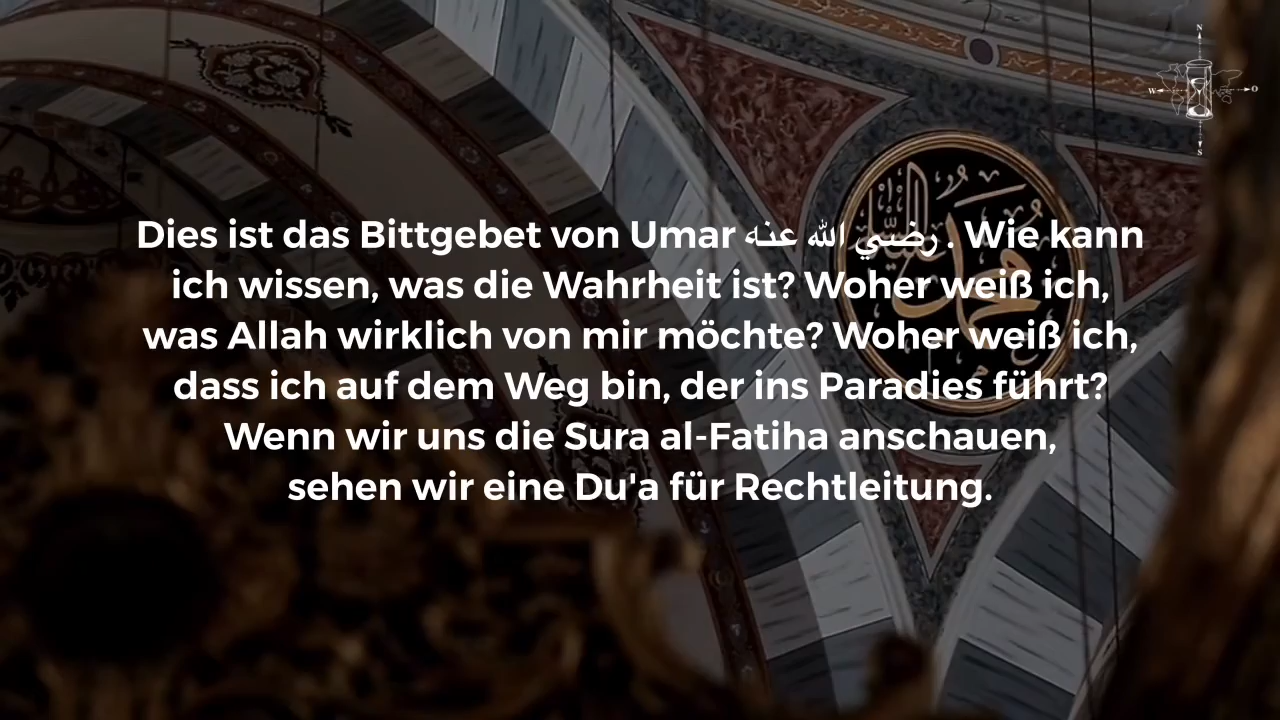 N
W
O
S
Dies ist das Bittgebet von Umar رضي الله عنه . Wie kann
ich wissen, was die Wahrheit ist? Woher weiß ich,
was Allah wirklich von mir möchte? Woher weiß ich,
dass ich auf dem Weg bin, der ins Paradies führt?
Wenn wir uns die Sura al-Fatiha anschauen,
sehen wir eine Du'a für Rechtleitung.
محمد